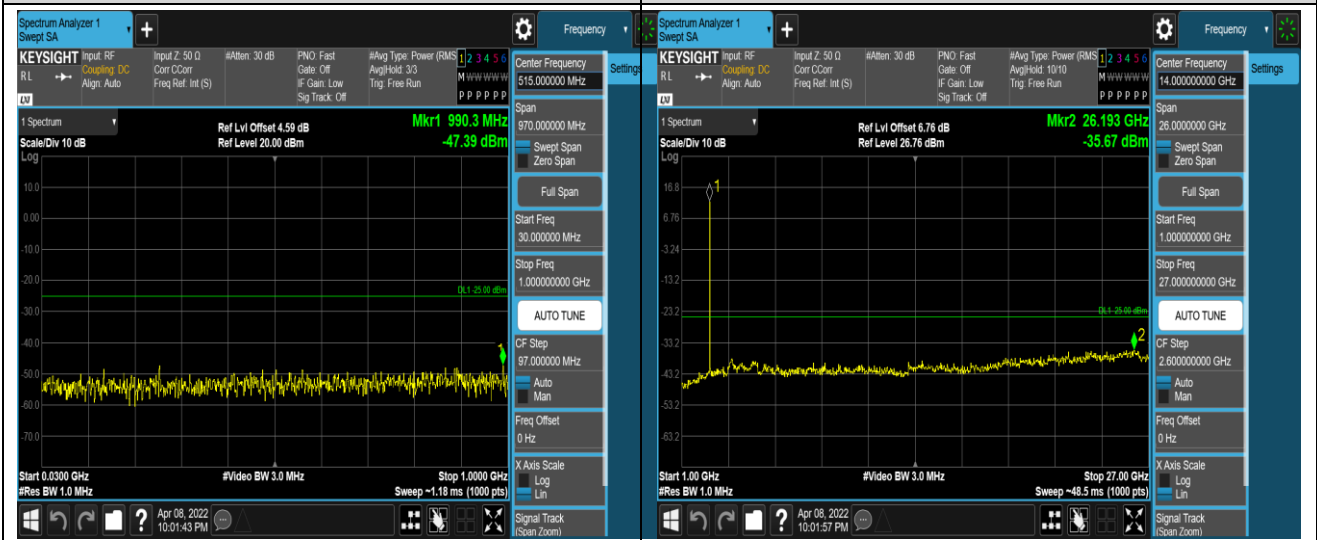 Spectrum Analyzer 1
Swept SA
+
Frequency
KEYSIGHT
RL
LXI
Input: RF
Coupling: DC
Align: Auto
Input Z: 50 Ω
Corr CCorr
Freq Ref: Int (S)
#Atten: 30 dB
PNO: Fast
Gate: Off
IF Gain: Low
Sig Track: Off
#Avg Type: Power (RMS
Avg|Hold: 3/3
Trig: Free Run
1 2 3 4 5 6
M W W W W W
P P P P P P
1 Spectrum
Scale/Div 10 dB
Log
Ref Lvl Offset 4.59 dB
Ref Level 20.00 dBm
Mkr1 990.3 MHz
-47.39 dBm
10.0
0.00
-10.0
-20.0
DL1 -25.00 dBm
-30.0
-40.0
1
-50.0
-60.0
-70.0
Start 0.0300 GHz
#Video BW 3.0 MHz
Stop 1.0000 GHz
#Res BW 1.0 MHz
Sweep ~1.18 ms (1000 pts)
?
Apr 08, 2022
10:01:43 PM
Center Frequency
515.000000 MHz
Settings
Span
970.000000 MHz
Swept Span
Zero Span
Full Span
Start Freq
30.000000 MHz
Stop Freq
1.000000000 GHz
AUTO TUNE
CF Step
97.000000 MHz
Auto
Man
Freq Offset
0 Hz
X Axis Scale
Log
Lin
Signal Track
(Span Zoom)
Spectrum Analyzer 1
Swept SA
+
Frequency
KEYSIGHT
RL
LXI
Input: RF
Coupling: DC
Align: Auto
Input Z: 50 Ω
Corr CCorr
Freq Ref: Int (S)
#Atten: 30 dB
PNO: Fast
Gate: Off
IF Gain: Low
Sig Track: Off
#Avg Type: Power (RMS
Avg|Hold: 10/10
Trig: Free Run
1 2 3 4 5 6
M W W W W W
P P P P P P
1 Spectrum
Scale/Div 10 dB
Log
Ref Lvl Offset 6.76 dB
Ref Level 26.76 dBm
Mkr2 26.193 GHz
-35.67 dBm
16.8
1
6.76
-3.24
-13.2
-23.2
DL1 -25.00 dBm
-33.2
2
-43.2
-53.2
-63.2
Start 1.00 GHz
#Video BW 3.0 MHz
Stop 27.00 GHz
#Res BW 1.0 MHz
Sweep ~48.5 ms (1000 pts)
?
Apr 08, 2022
10:01:57 PM
Center Frequency
14.000000000 GHz
Settings
Span
26.0000000 GHz
Swept Span
Zero Span
Full Span
Start Freq
1.000000000 GHz
Stop Freq
27.000000000 GHz
AUTO TUNE
CF Step
2.600000000 GHz
Auto
Man
Freq Offset
0 Hz
X Axis Scale
Log
Lin
Signal Track
(Span Zoom)